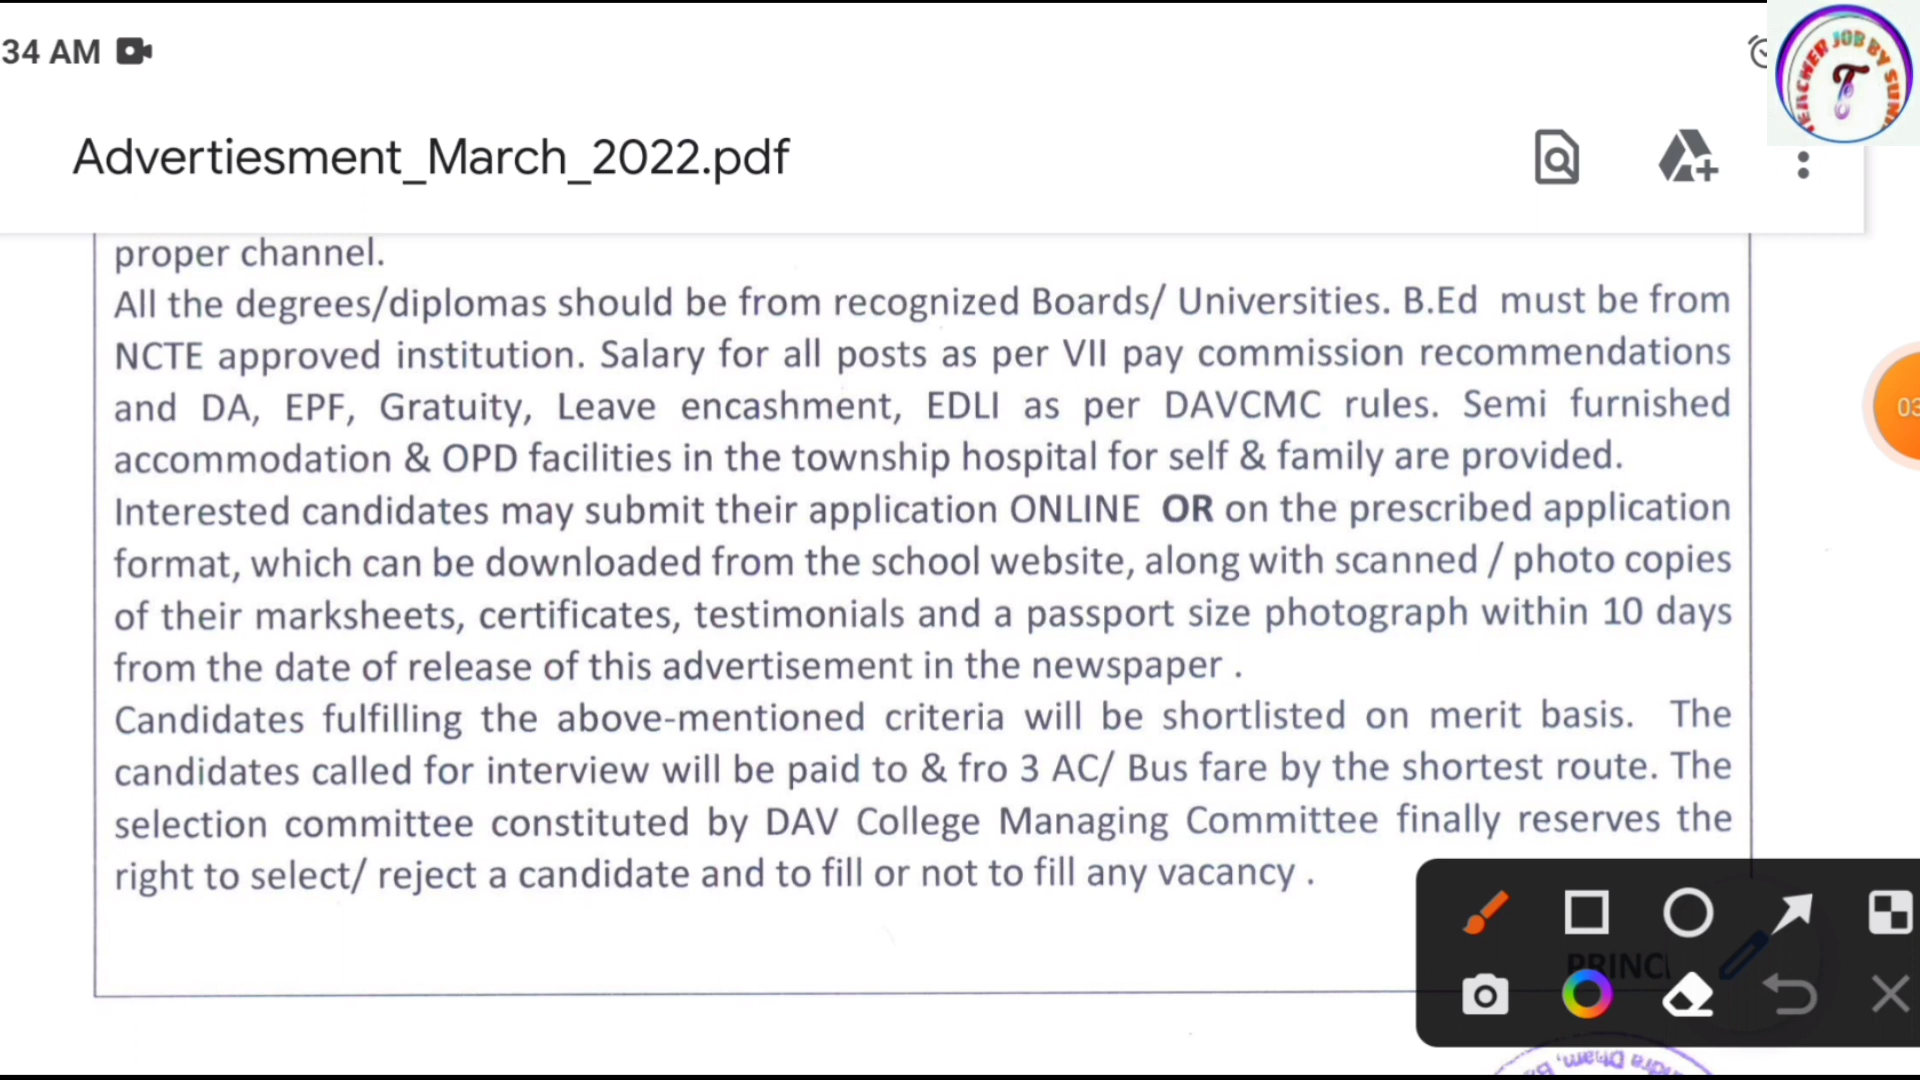 34 AM
TEACHER JOB BY SUN
T
Advertiesment_March_2022.pdf
proper channel.
All the degrees/diplomas should be from recognized Boards/ Universities. B.Ed must be from
NCTE approved institution. Salary for all posts as per VII pay commission recommendations
and DA, EPF, Gratuity, Leave encashment, EDLI as per DAVCMC rules. Semi furnished
03
accommodation & OPD facilities in the township hospital for self & family are provided.
Interested candidates may submit their application ONLINE OR on the prescribed application
format, which can be downloaded from the school website, along with scanned / photo copies
of their marksheets, certificates, testimonials and a passport size photograph within 10 days
from the date of release of this advertisement in the newspaper .
Candidates fulfilling the above-mentioned criteria will be shortlisted on merit basis. The
candidates called for interview will be paid to & fro 3 AC/ Bus fare by the shortest route. The
selection committee constituted by DAV College Managing Committee finally reserves the
right to select/ reject a candidate and to fill or not to fill any vacancy .
PRINCI